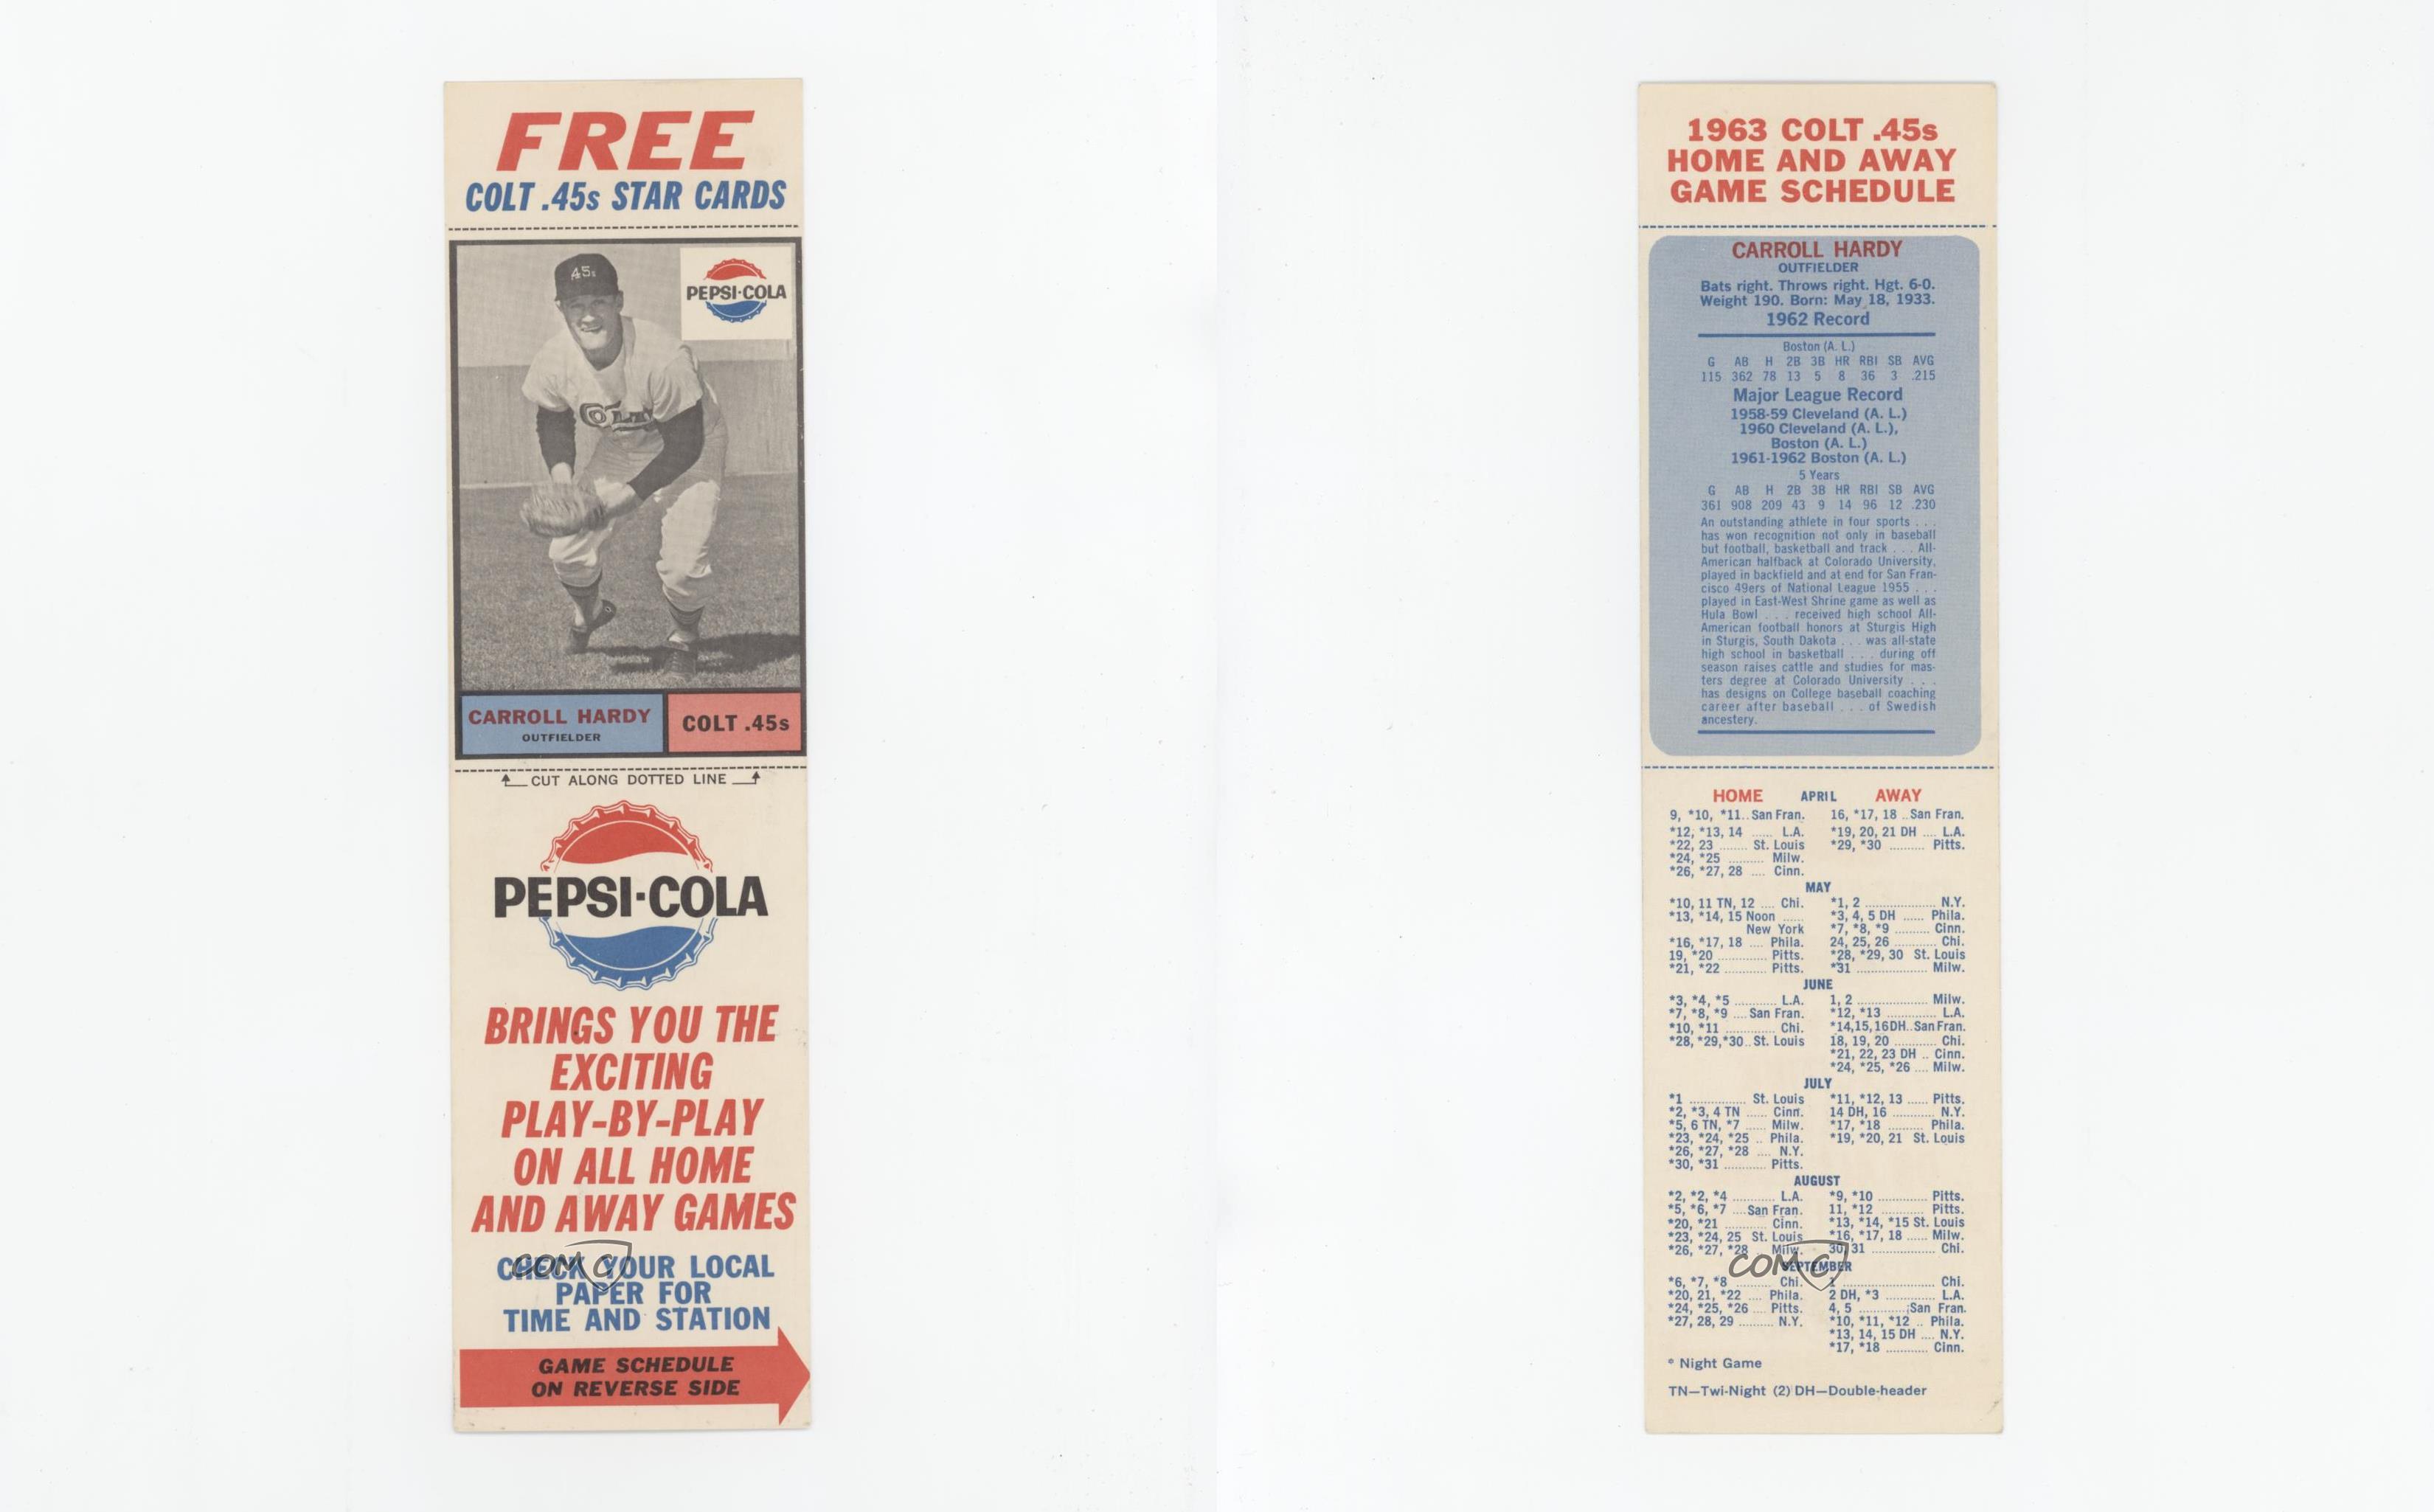 FREE
COLT .45s STAR CARDS
45s
PEPSI-COLA
Colts
CARROLL HARDY
OUTFIELDER
COLT .45s
CUT ALONG DOTTED LINE
PEPSI·COLA
BRINGS YOU THE
EXCITING
PLAY-BY-PLAY
ON ALL HOME
AND AWAY GAMES
CHECK YOUR LOCAL
PAPER FOR
TIME AND STATION
COMC
GAME SCHEDULE
ON REVERSE SIDE
1963 COLT .45s
HOME AND AWAY
GAME SCHEDULE
CARROLL HARDY
OUTFIELDER
Bats right. Throws right. Hgt. 6-0.
Weight 190. Born: May 18, 1933.
1962 Record
Boston (A. L.)
G AB H 2B 3B HR RBI SB AVG
115 362 78 13 5 8 36 3 .215
Major League Record
1958-59 Cleveland (A. L.)
1960 Cleveland (A. L.),
Boston (A. L.)
1961-1962 Boston (A. L.)
5 Years
G AB H 2B 3B HR RBI SB AVG
361 908 209 43 9 14 96 12 .230
An outstanding athlete in four sports . . .
has won recognition not only in baseball
but football, basketball and track . . . All-
American halfback at Colorado University,
played in backfield and at end for San Fran-
cisco 49ers of National League 1955 . . .
played in East-West Shrine game as well as
Hula Bowl . . . received high school All-
American football honors at Sturgis High
in Sturgis, South Dakota . . . was all-state
high school in basketball . . . during off
season raises cattle and studies for mas-
ters degree at Colorado University . . .
has designs on College baseball coaching
career after baseball . . . of Swedish
ancestery.
HOME APRIL AWAY
9, *10, *11.. San Fran. 16, *17, 18 .. San Fran.
*12, *13, 14 ...... L.A. *19, 20, 21 DH .... L.A.
*22, 23 ........ St. Louis *29, *30 .......... Pitts.
*24, *25 .......... Milw.
*26, *27, 28 .... Cinn.
MAY
*10, 11 TN, 12 .... Chi. *1, 2 .................... N.Y.
*13, *14, 15 Noon ...... *3, 4, 5 DH ...... Phila.
New York *7, *8, *9 .......... Cinn.
*16, *17, 18 .... Phila. 24, 25, 26 ............ Chi.
19, *20 ............. Pitts. *28, *29, 30 St. Louis
*21, *22 ............ Pitts. *31 .................... Milw.
JUNE
*3, *4, *5 ............ L.A. 1, 2 .................... Milw.
*7, *8, *9 .... San Fran. *12, *13 .............. L.A.
*10, *11 .............. Chi. *14,15,16DH..San Fran.
*28, *29,*30.. St. Louis 18, 19, 20 ............ Chi.
*21, 22, 23 DH .. Cinn.
*24, *25, *26 .... Milw.
JULY
*1 ................ St. Louis *11, *12, 13 ...... Pitts.
*2, *3, 4 TN ...... Cinn. 14 DH, 16 ............ N.Y.
*5, 6 TN, *7 ...... Milw. *17, *18 .......... Phila.
*23, *24, *25 .. Phila. *19, *20, 21 St. Louis
*26, *27, *28 .... N.Y.
*30, *31 ............ Pitts.
AUGUST
*2, *2, *4 ............ L.A. *9, *10 .............. Pitts.
*5, *6, *7 ....San Fran. 11, *12 .............. Pitts.
*20, *21 ............ Cinn. *13, *14, *15 St. Louis
*23, *24, 25 St. Louis *16, *17, 18 ...... Milw.
*26, *27, *28 .. Milw. 30, 31 .................. Chi.
COMC
SEPTEMBER
*6, *7, *8 .......... Chi. 1 ........................ Chi.
*20, 21, *22 .... Phila. 2 DH, *3 .............. L.A.
*24, *25, *26 .... Pitts. 4, 5 ............San Fran.
*27, 28, 29 ......... N.Y. *10, *11, *12 .. Phila.
*13, 14, 15 DH .... N.Y.
*17, *18 ............ Cinn.
* Night Game
TN—Twi-Night (2) DH—Double-header